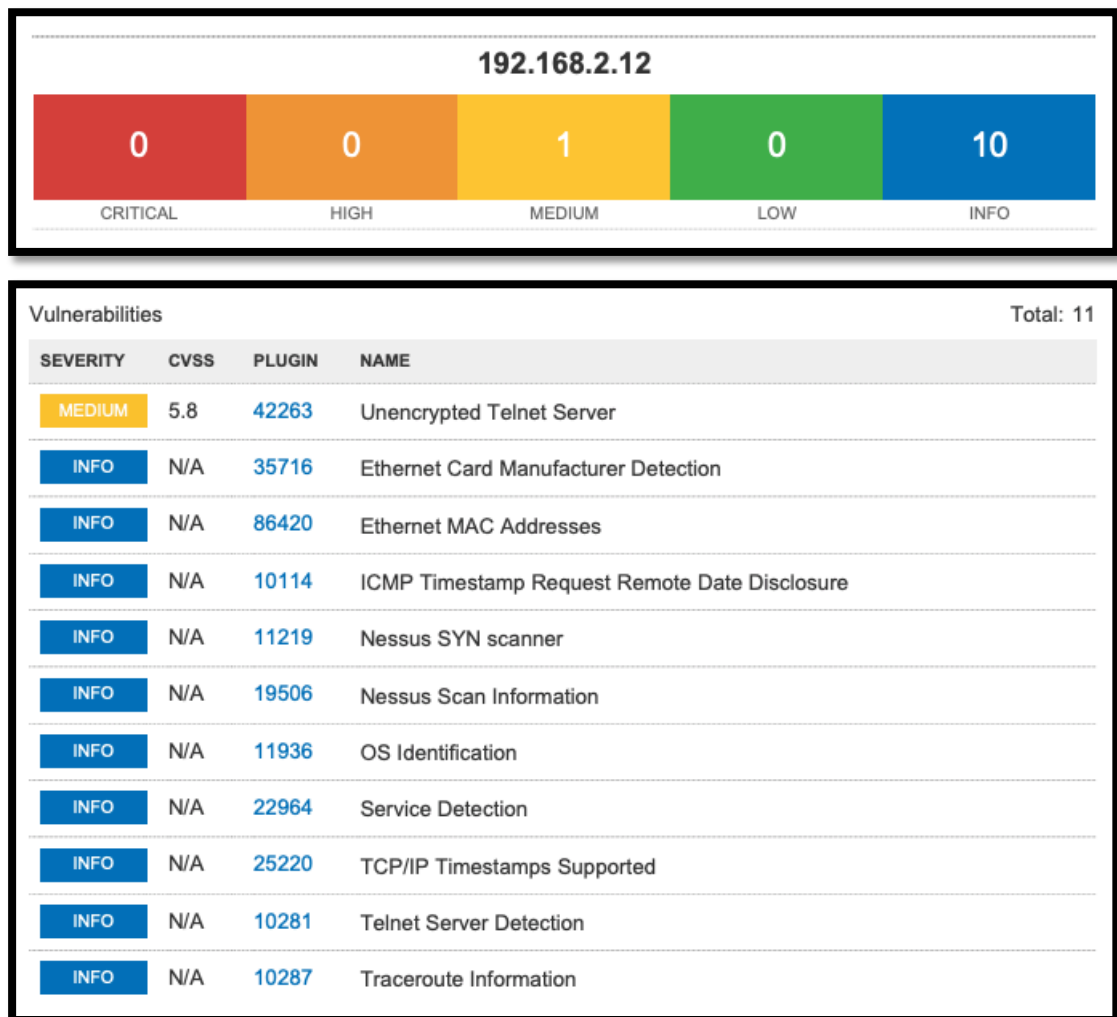 192.168.2.12
0 0 1 0 10
CRITICAL HIGH MEDIUM LOW INFO
Vulnerabilities Total: 11
SEVERITY CVSS PLUGIN NAME
MEDIUM 5.8 42263 Unencrypted Telnet Server
INFO N/A 35716 Ethernet Card Manufacturer Detection
INFO N/A 86420 Ethernet MAC Addresses
INFO N/A 10114 ICMP Timestamp Request Remote Date Disclosure
INFO N/A 11219 Nessus SYN scanner
INFO N/A 19506 Nessus Scan Information
INFO N/A 11936 OS Identification
INFO N/A 22964 Service Detection
INFO N/A 25220 TCP/IP Timestamps Supported
INFO N/A 10281 Telnet Server Detection
INFO N/A 10287 Traceroute Information